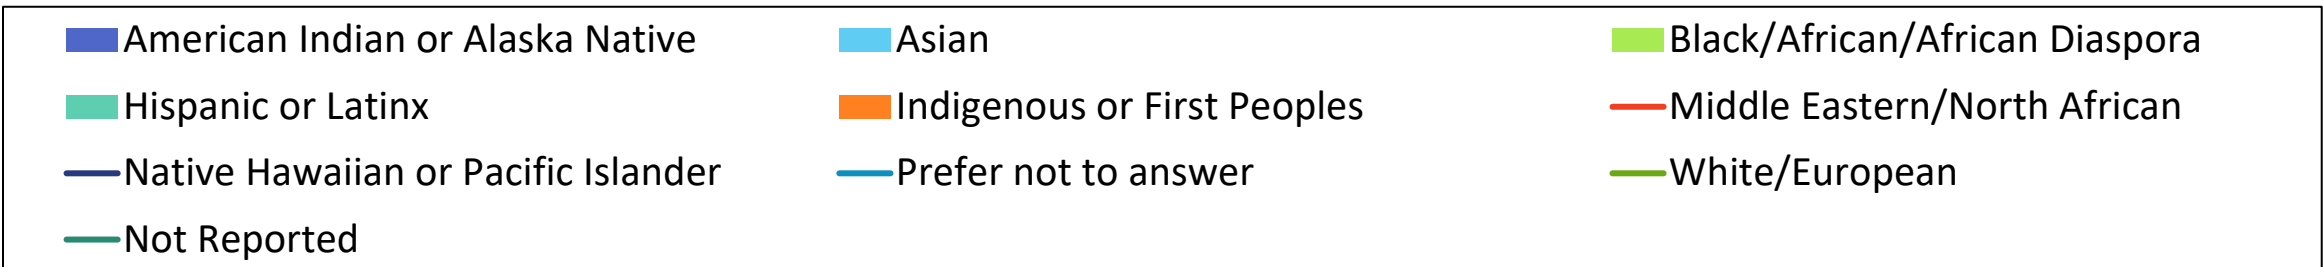 American Indian or Alaska Native Asian Black/African/African Diaspora
Hispanic or Latinx Indigenous or First Peoples Middle Eastern/North African
Native Hawaiian or Pacific Islander Prefer not to answer White/European
Not Reported